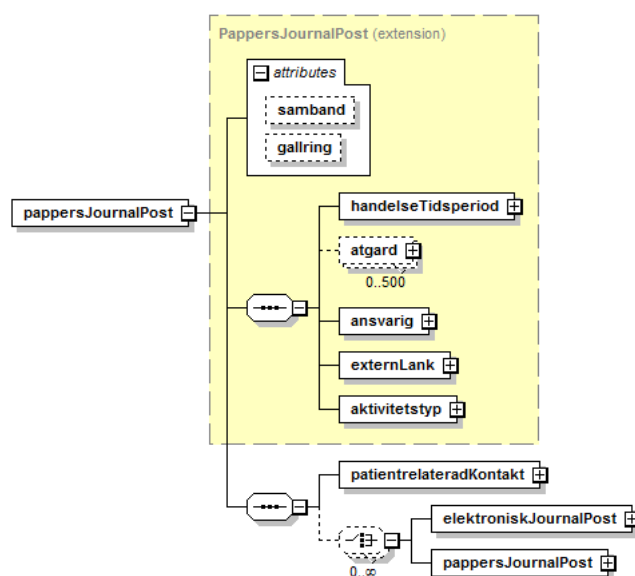 PappersJournalPost (extension)
attributes
samband
gallring
pappersJournalPost
handelseTidsperiod
atgard
0..500
ansvarig
externLank
aktivitetstyp
patientrelateradKontakt
elektroniskJournalPost
0..∞
pappersJournalPost